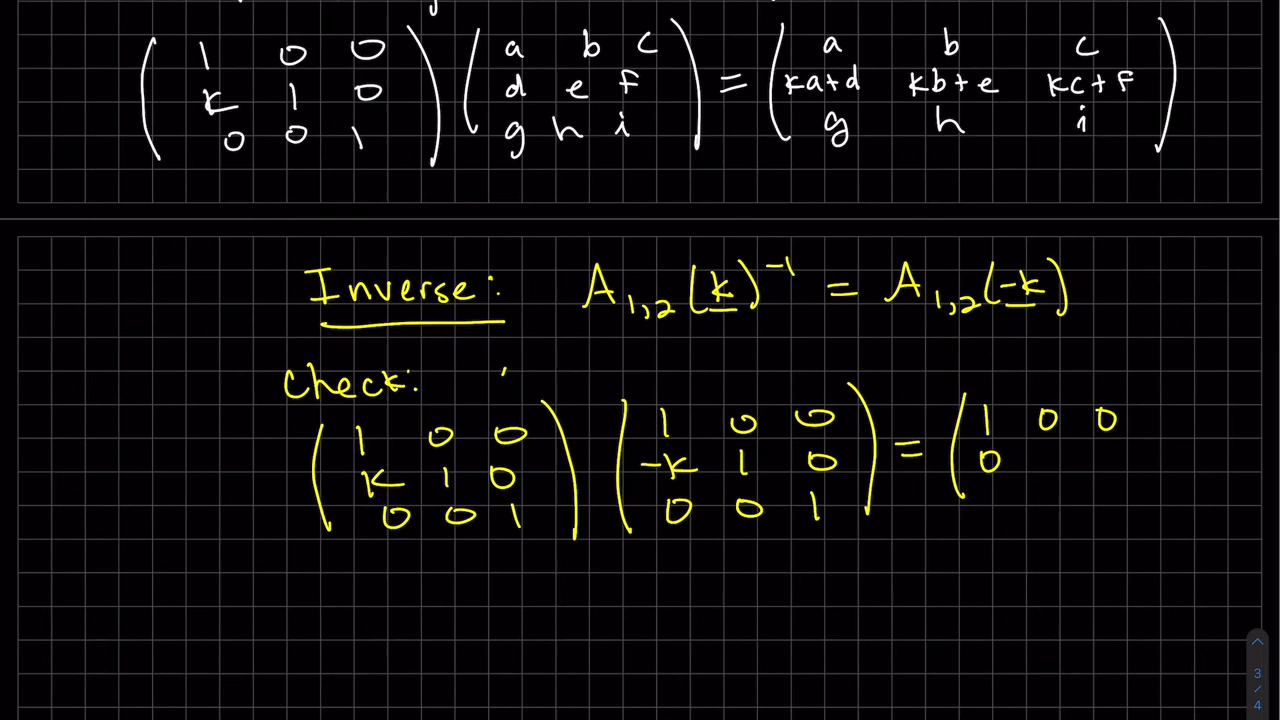 ( 1 0 0 ) ( a b c ) = ( a b c )
( k 1 0 ) ( d e f ) ( ka+d kb+e kc+f )
( 0 0 1 ) ( g h i ) ( g h i )
Inverse: A₁,₂(k)⁻¹ = A₁,₂(-k)
Check:
( 1 0 0 ) ( 1 0 0 ) = ( 1 0 0
( k 1 0 ) ( -k 1 0 ) ( 0
( 0 0 1 ) ( 0 0 1 )
3
/
4